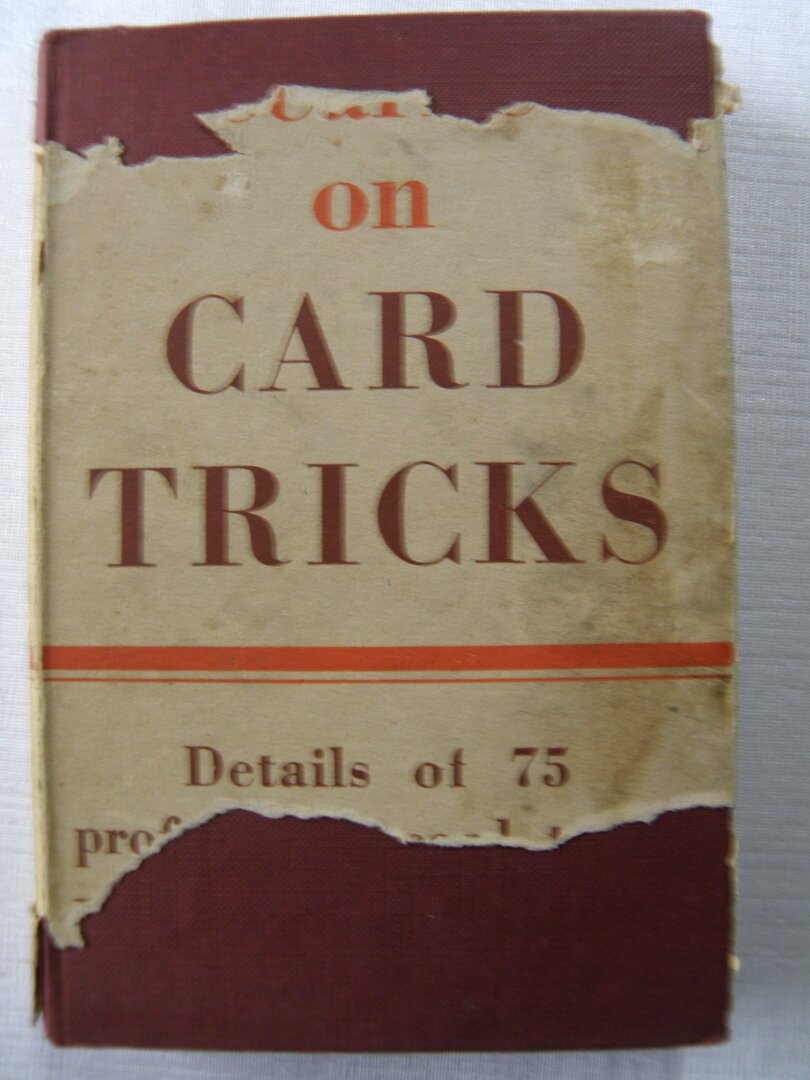 on
CARD
TRICKS
Details of 75